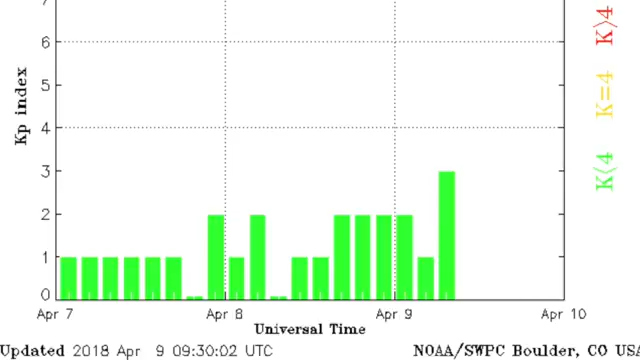 7
6
5
4
3
2
1
0
Kp index
Apr 7 Apr 8 Apr 9 Apr 10
Universal Time
K<4 K=4 K>4
Updated 2018 Apr 9 09:30:02 UTC NOAA/SWPC Boulder, CO USA